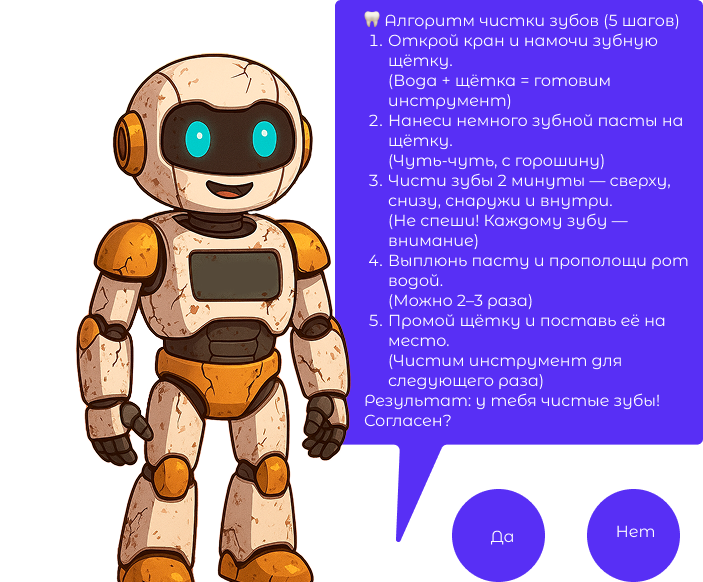 🦷 Алгоритм чистки зубов (5 шагов)
1. Открой кран и намочи зубную
щётку.
(Вода + щётка = готовим
инструмент)
2. Нанеси немного зубной пасты на
щётку.
(Чуть-чуть, с горошину)
3. Чисти зубы 2 минуты — сверху,
снизу, снаружи и внутри.
(Не спеши! Каждому зубу —
внимание)
4. Выплюнь пасту и прополощи рот
водой.
(Можно 2–3 раза)
5. Промой щётку и поставь её на
место.
(Чистим инструмент для
следующего раза)
Результат: у тебя чистые зубы!
Согласен?
Да
Нет